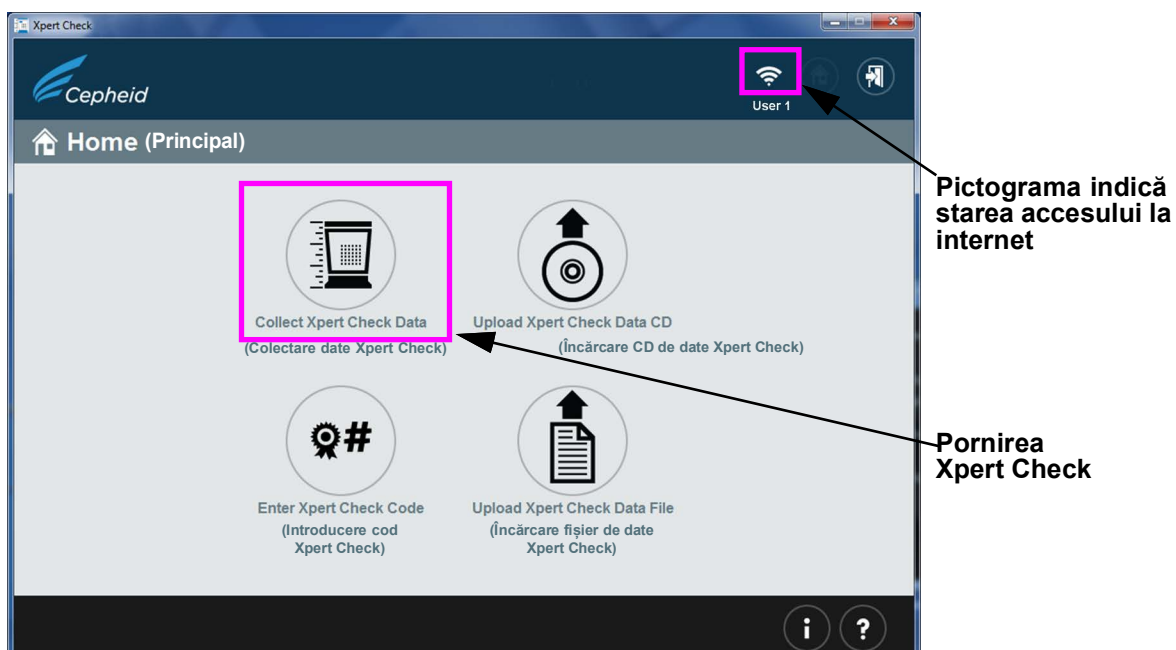 Xpert Check
Cepheid
User 1
Home (Principal)
Pictograma indică
starea accesului la
internet
Collect Xpert Check Data
(Colectare date Xpert Check)
Upload Xpert Check Data CD
(Încărcare CD de date Xpert Check)
#
Pornirea
Xpert Check
Enter Xpert Check Code
(Introducere cod
Xpert Check)
Upload Xpert Check Data File
(Încărcare fișier de date
Xpert Check)
i ?